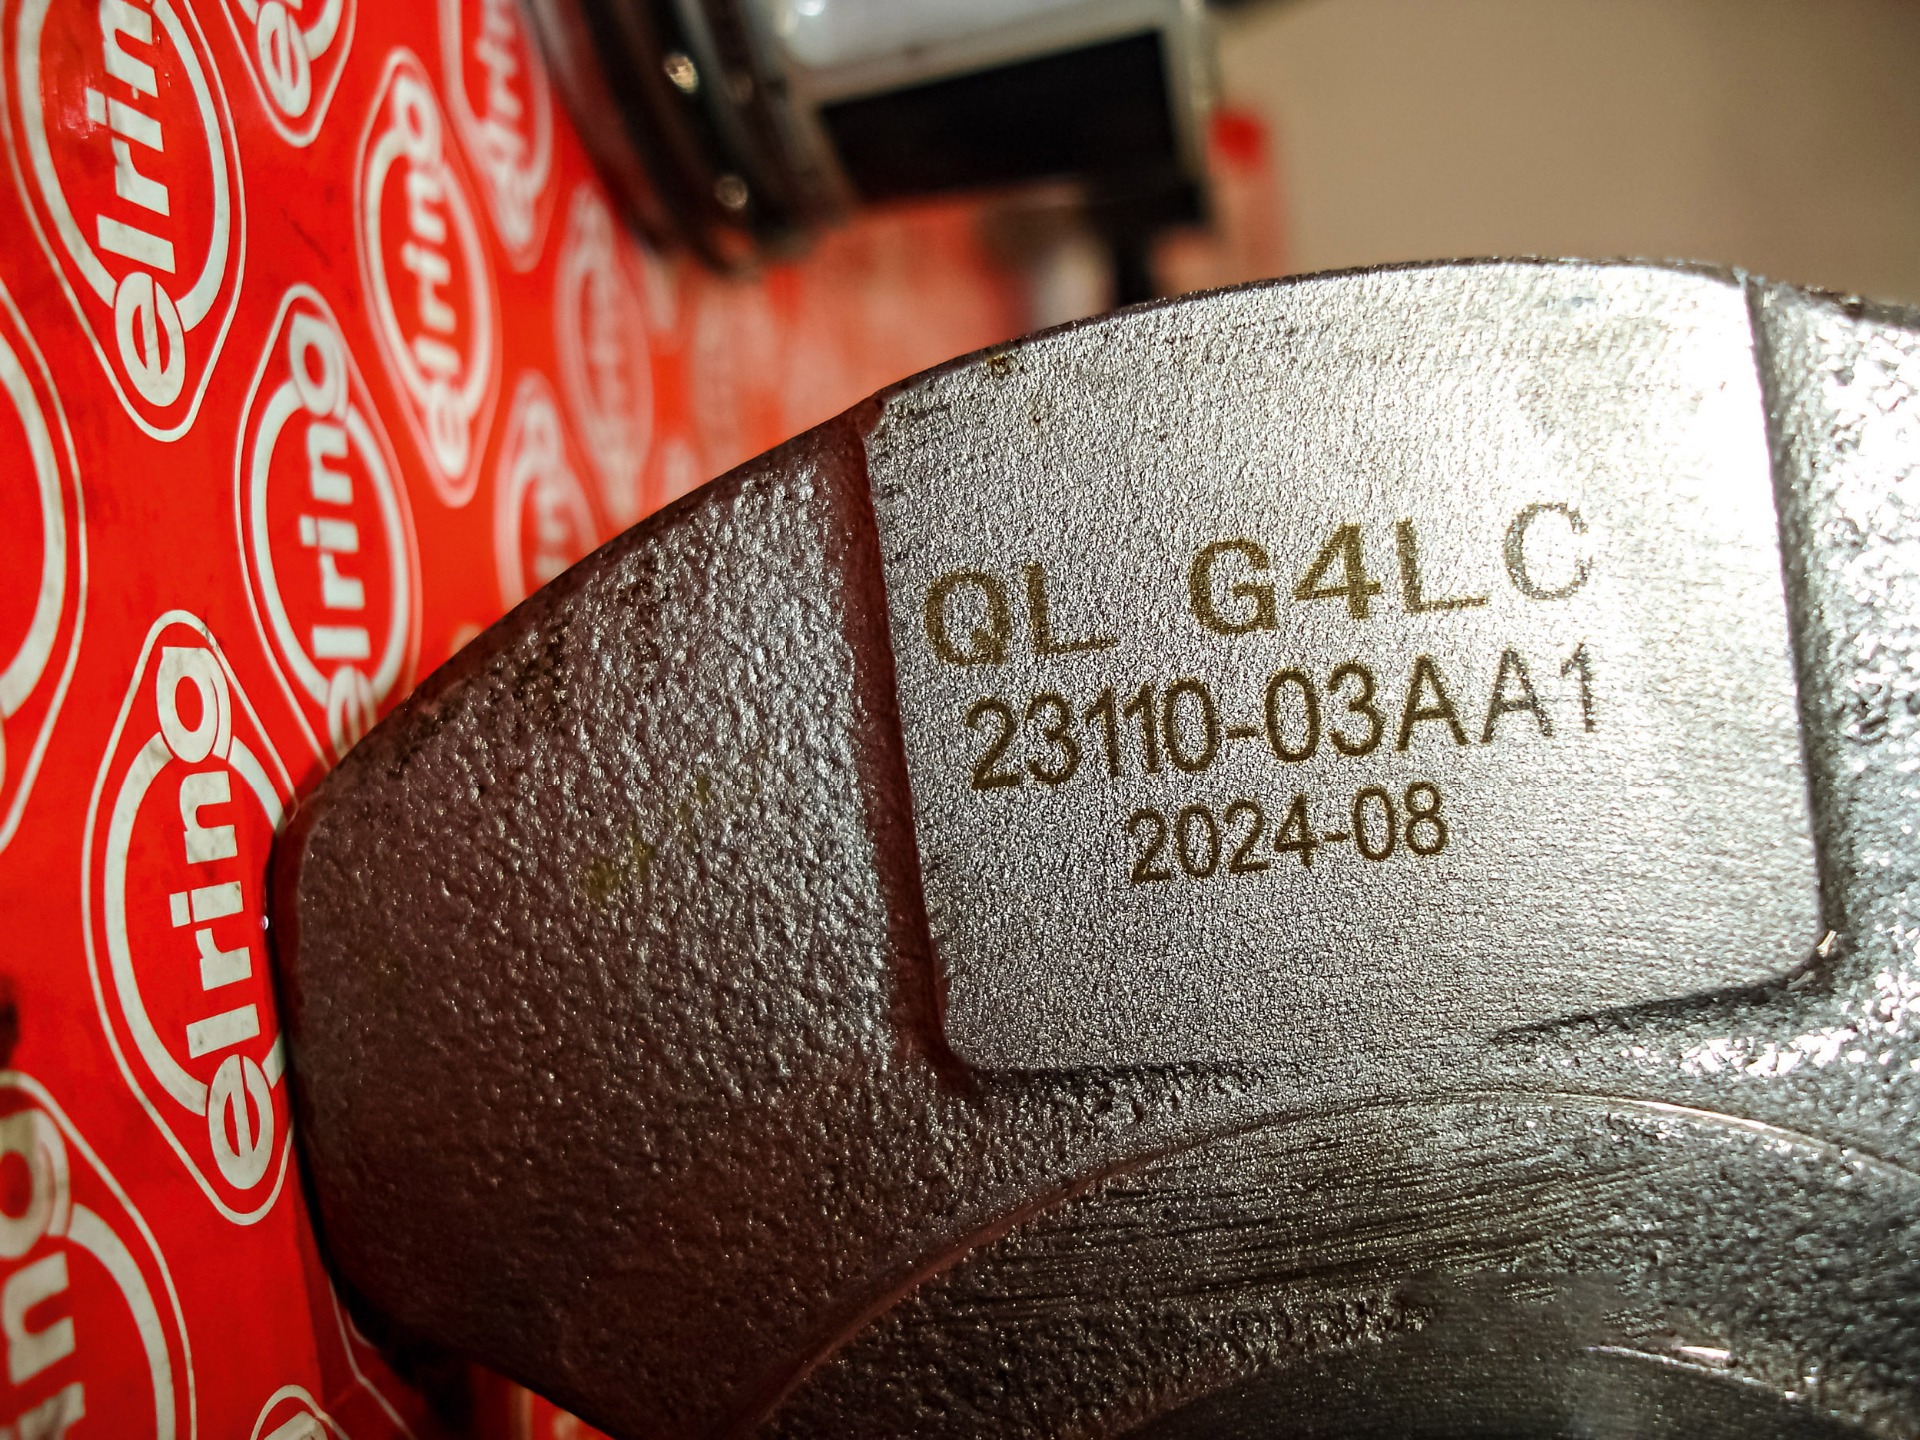 QL G4LC
23110-03AA1
2024-08
elring
elring
elring
elring
elring